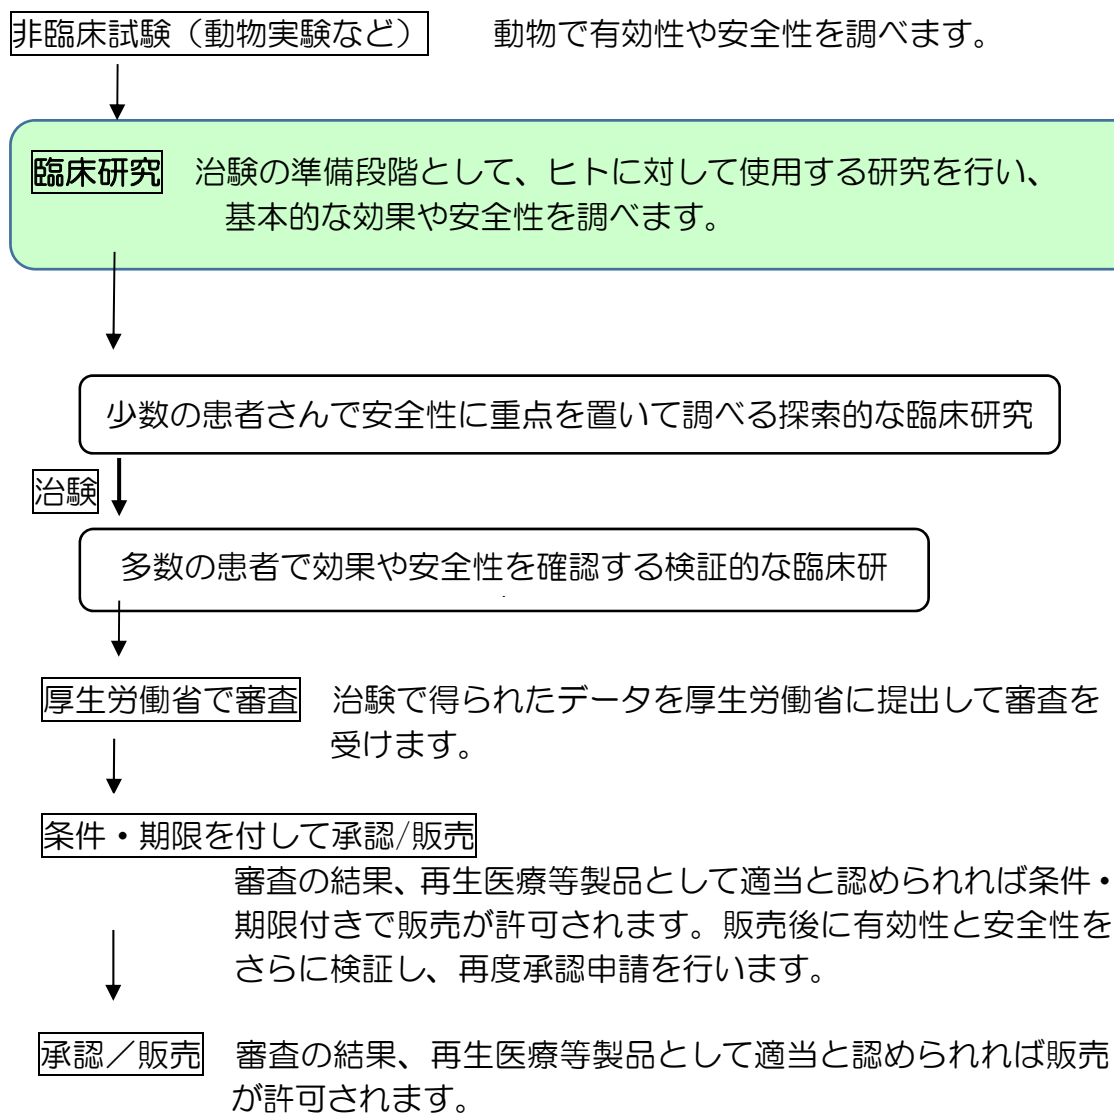 非臨床試験（動物実験など） 動物で有効性や安全性を調べます。
臨床研究 治験の準備段階として、ヒトに対して使用する研究を行い、
基本的な効果や安全性を調べます。
少数の患者さんで安全性に重点を置いて調べる探索的な臨床研究
治験
多数の患者で効果や安全性を確認する検証的な臨床研
厚生労働省で審査 治験で得られたデータを厚生労働省に提出して審査を
受けます。
条件・期限を付して承認/販売
審査の結果、再生医療等製品として適当と認められれば条件・
期限付きで販売が許可されます。販売後に有効性と安全性を
さらに検証し、再度承認申請を行います。
承認／販売 審査の結果、再生医療等製品として適当と認められれば販売
が許可されます。